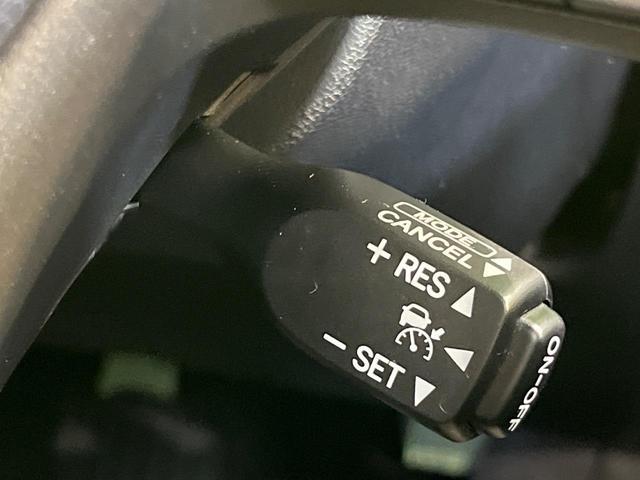 MODE
CANCEL
+ RES
- SET
ON-OFF